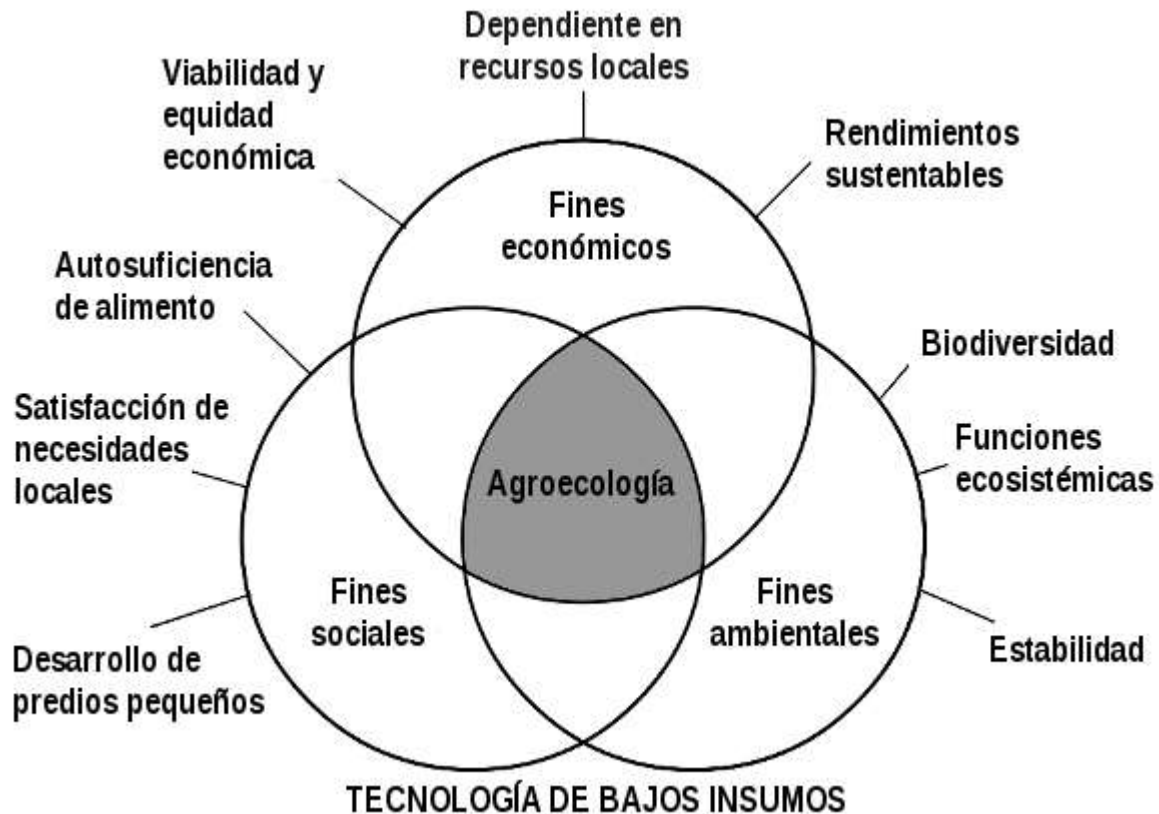 Dependiente en
recursos locales
Viabilidad y
equidad
económica
Rendimientos
sustentables
Fines
económicos
Autosuficiencia
de alimento
Biodiversidad
Satisfacción de
necesidades
locales
Funciones
ecosistémicas
Agroecología
Fines
sociales
Fines
ambientales
Desarrollo de
predios pequeños
Estabilidad
TECNOLOGÍA DE BAJOS INSUMOS